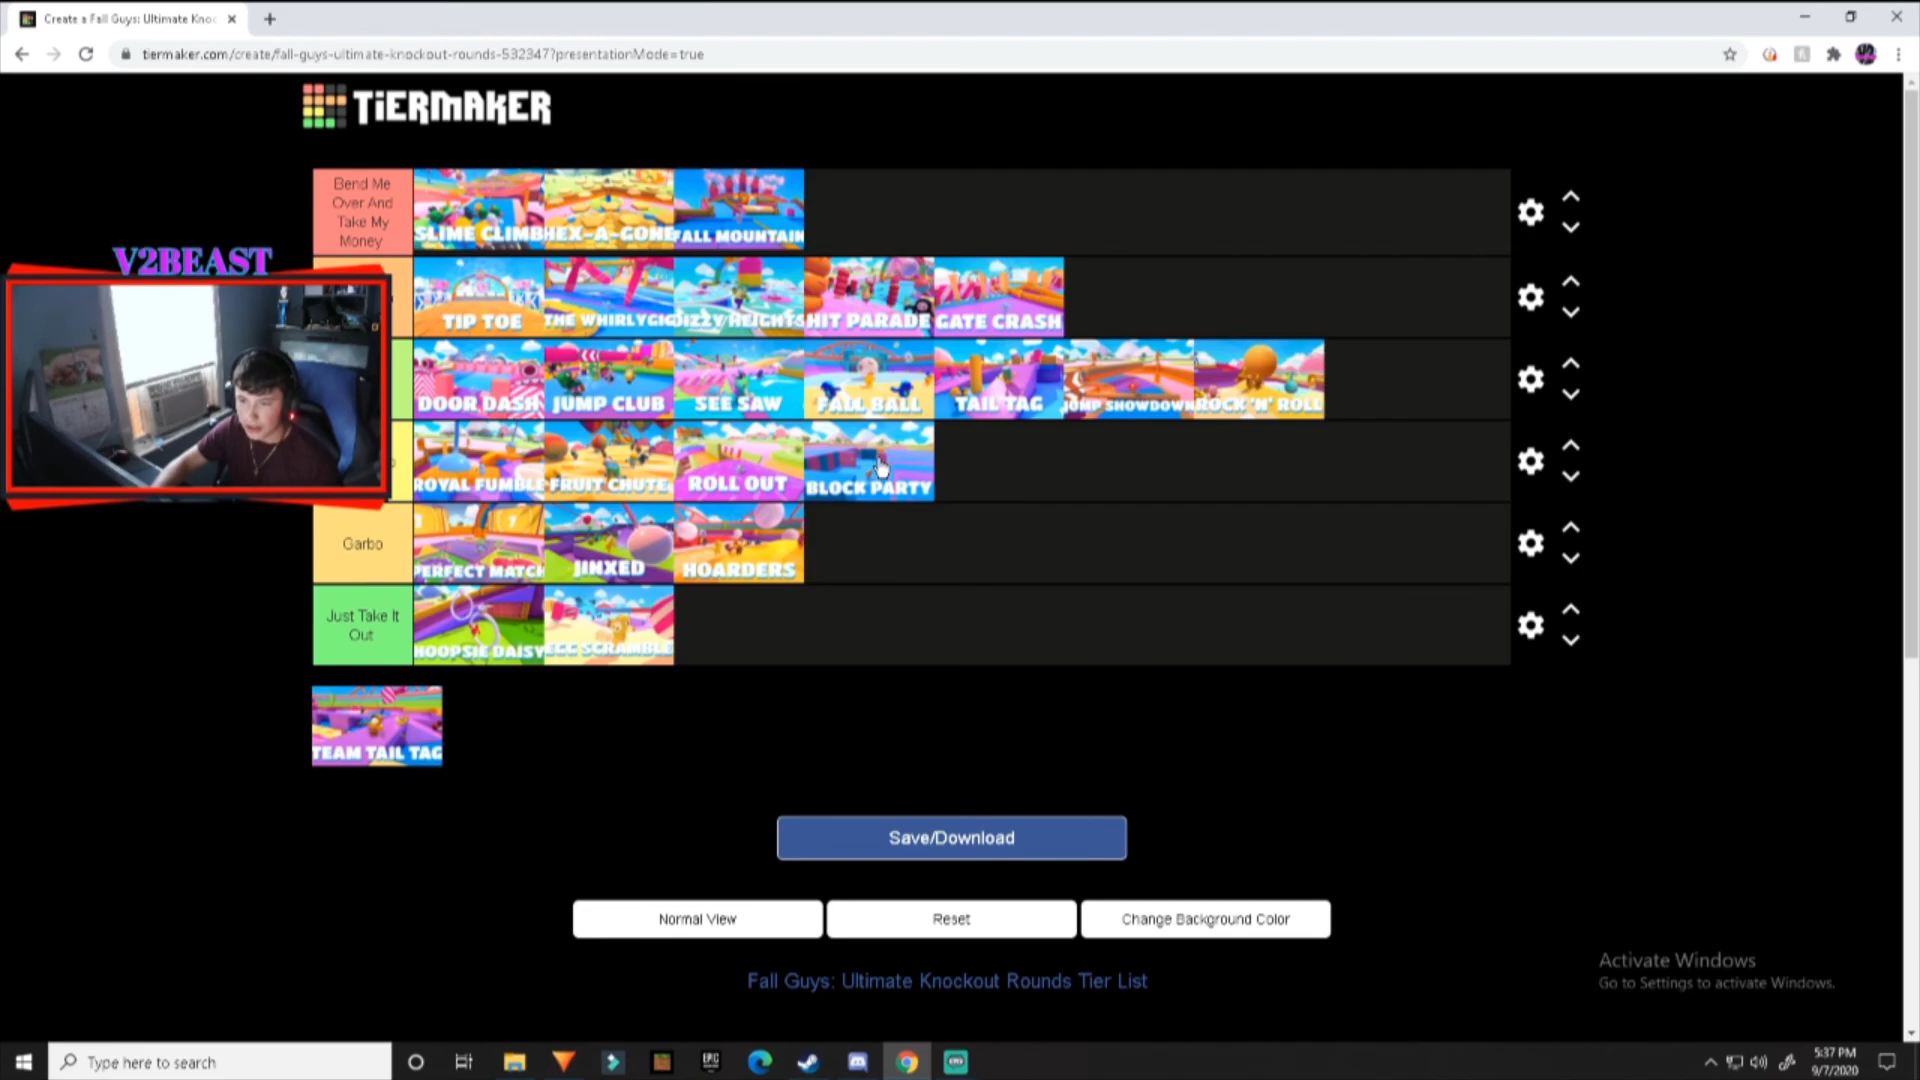 Create a Fall Guys: Ultimate Knoc
tiermaker.com/create/fall-guys-ultimate-knockout-rounds-532347?presentationMode=true
TIERMAKER
Bend Me
Over And
Take My
Money
SLIME CLIMB HEX-A-GONE FALL MOUNTAIN
V2BEAST
TIP TOE THE WHIRLYGIG DIZZY HEIGHTS HIT PARADE GATE CRASH
DOOR DASH JUMP CLUB SEE SAW FALL BALL TAIL TAG JUMP SHOWDOWN ROCK 'N' ROLL
ROYAL FUMBLE FRUIT CHUTE ROLL OUT BLOCK PARTY
Garbo
PERFECT MATCH JINXED HOARDERS
Just Take It
Out
HOOPSIE DAISY EGG SCRAMBLE
TEAM TAIL TAG
Save/Download
Normal View Reset Change Background Color
Fall Guys: Ultimate Knockout Rounds Tier List
Activate Windows
Go to Settings to activate Windows.
Type here to search
EPIC
5:37 PM
9/7/2020